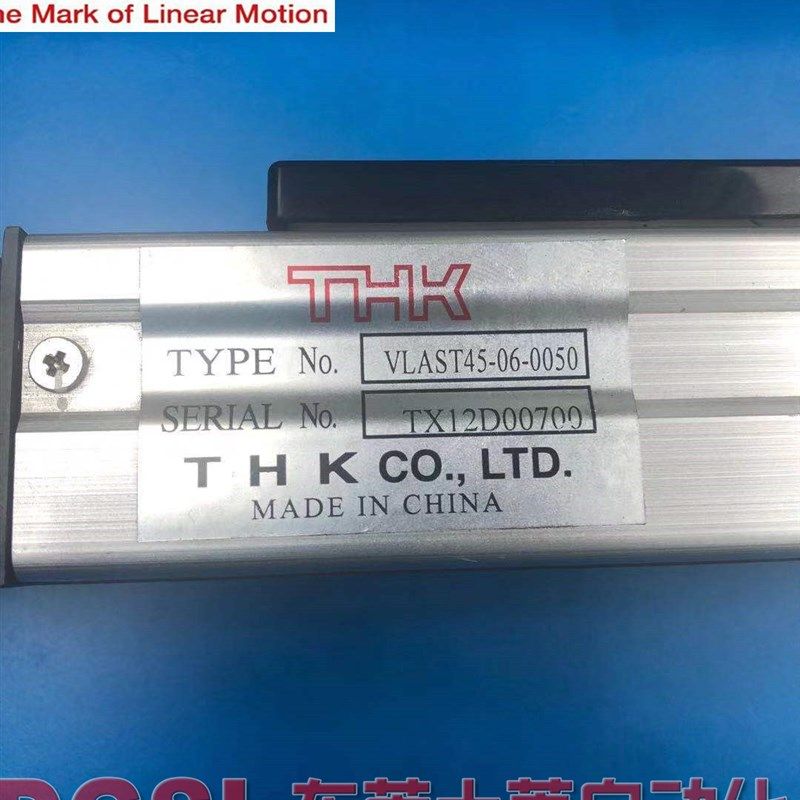 he Mark of Linear Motion
THK
TYPE No. VLAST45-06-0050
SERIAL No. TX12D00700
THK CO., LTD.
MADE IN CHINA